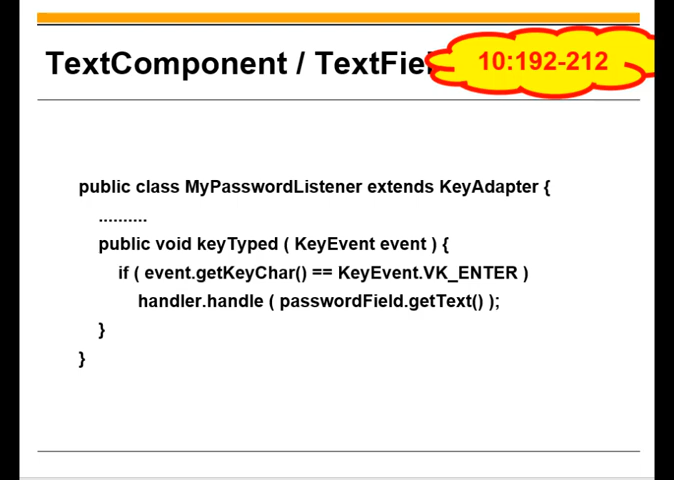 TextComponent / TextFie
10:192-212
public class MyPasswordListener extends KeyAdapter {
..........
public void keyTyped ( KeyEvent event ) {
if ( event.getKeyChar() == KeyEvent.VK_ENTER )
handler.handle ( passwordField.getText() );
}
}